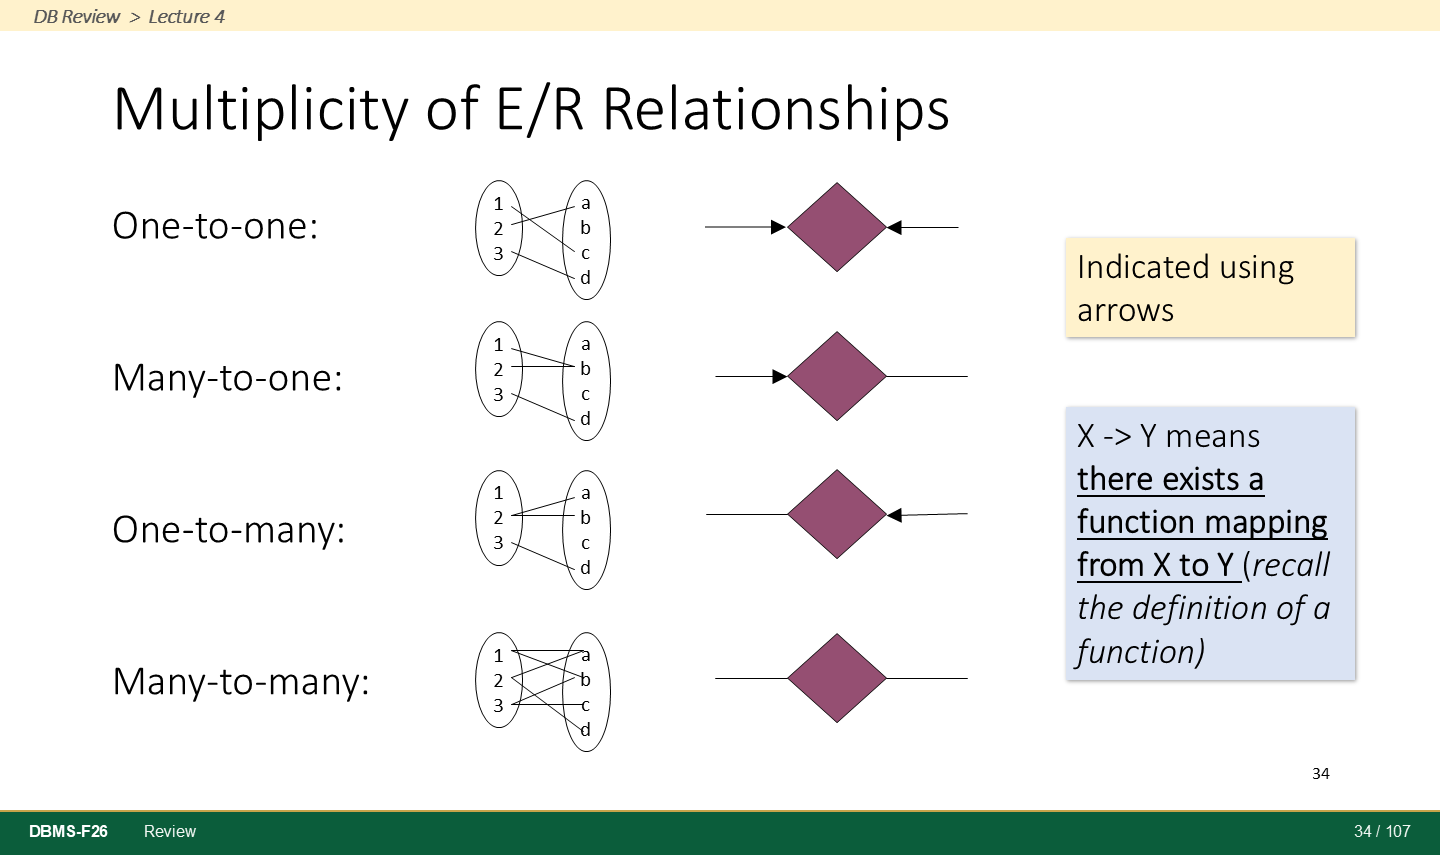 DB Review > Lecture 4
Multiplicity of E/R Relationships
One-to-one:
1
2
3
a
b
c
d
Indicated using
arrows
Many-to-one:
1
2
3
a
b
c
d
X -> Y means
there exists a
function mapping
from X to Y (recall
the definition of a
function)
One-to-many:
1
2
3
a
b
c
d
Many-to-many:
1
2
3
a
b
c
d
34
DBMS-F26 Review 34 / 107